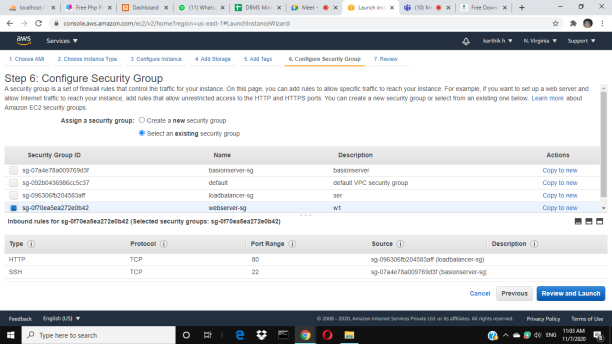 localhost /
Free Php P
Dashboard
(11) Whats
DBMS Mini
Meet -
Launch inst
(10) Mi
Free Downl
console.aws.amazon.com/ec2/v2/home?region=us-east-1#LaunchInstanceWizard:
aws Services karthik h N. Virginia Support
1. Choose AMI 2. Choose Instance Type 3. Configure Instance 4. Add Storage 5. Add Tags 6. Configure Security Group 7. Review
Step 6: Configure Security Group
A security group is a set of firewall rules that control the traffic for your instance. On this page, you can add rules to allow specific traffic to reach your instance. For example, if you want to set up a web server and
allow Internet traffic to reach your instance, add rules that allow unrestricted access to the HTTP and HTTPS ports. You can create a new security group or select from an existing one below. Learn more about
Amazon EC2 security groups.
Assign a security group: Create a new security group
Select an existing security group
Security Group ID Name Description Actions
sg-07a4e78a009769d3f basionserver-sg basionserver Copy to new
sg-092b0436986cc5c37 default default VPC security group Copy to new
sg-096306fb204583aff loadbalancer-sg ser Copy to new
sg-0f70ea5ea272e0b42 webserver-sg w1 Copy to new
Inbound rules for sg-0f70ea5ea272e0b42 (Selected security groups: sg-0f70ea5ea272e0b42)
Type Protocol Port Range Source Description
HTTP TCP 80 sg-096306fb204583aff (loadbalancer-sg)
SSH TCP 22 sg-07a4e78a009769d3f (basionserver-sg)
Cancel Previous Review and Launch
Feedback English (US) © 2008 - 2020, Amazon Internet Services Private Ltd. or its affiliates. All rights reserved. Privacy Policy Terms of Use
Type here to search
ENG
11:03 AM
11/7/2020